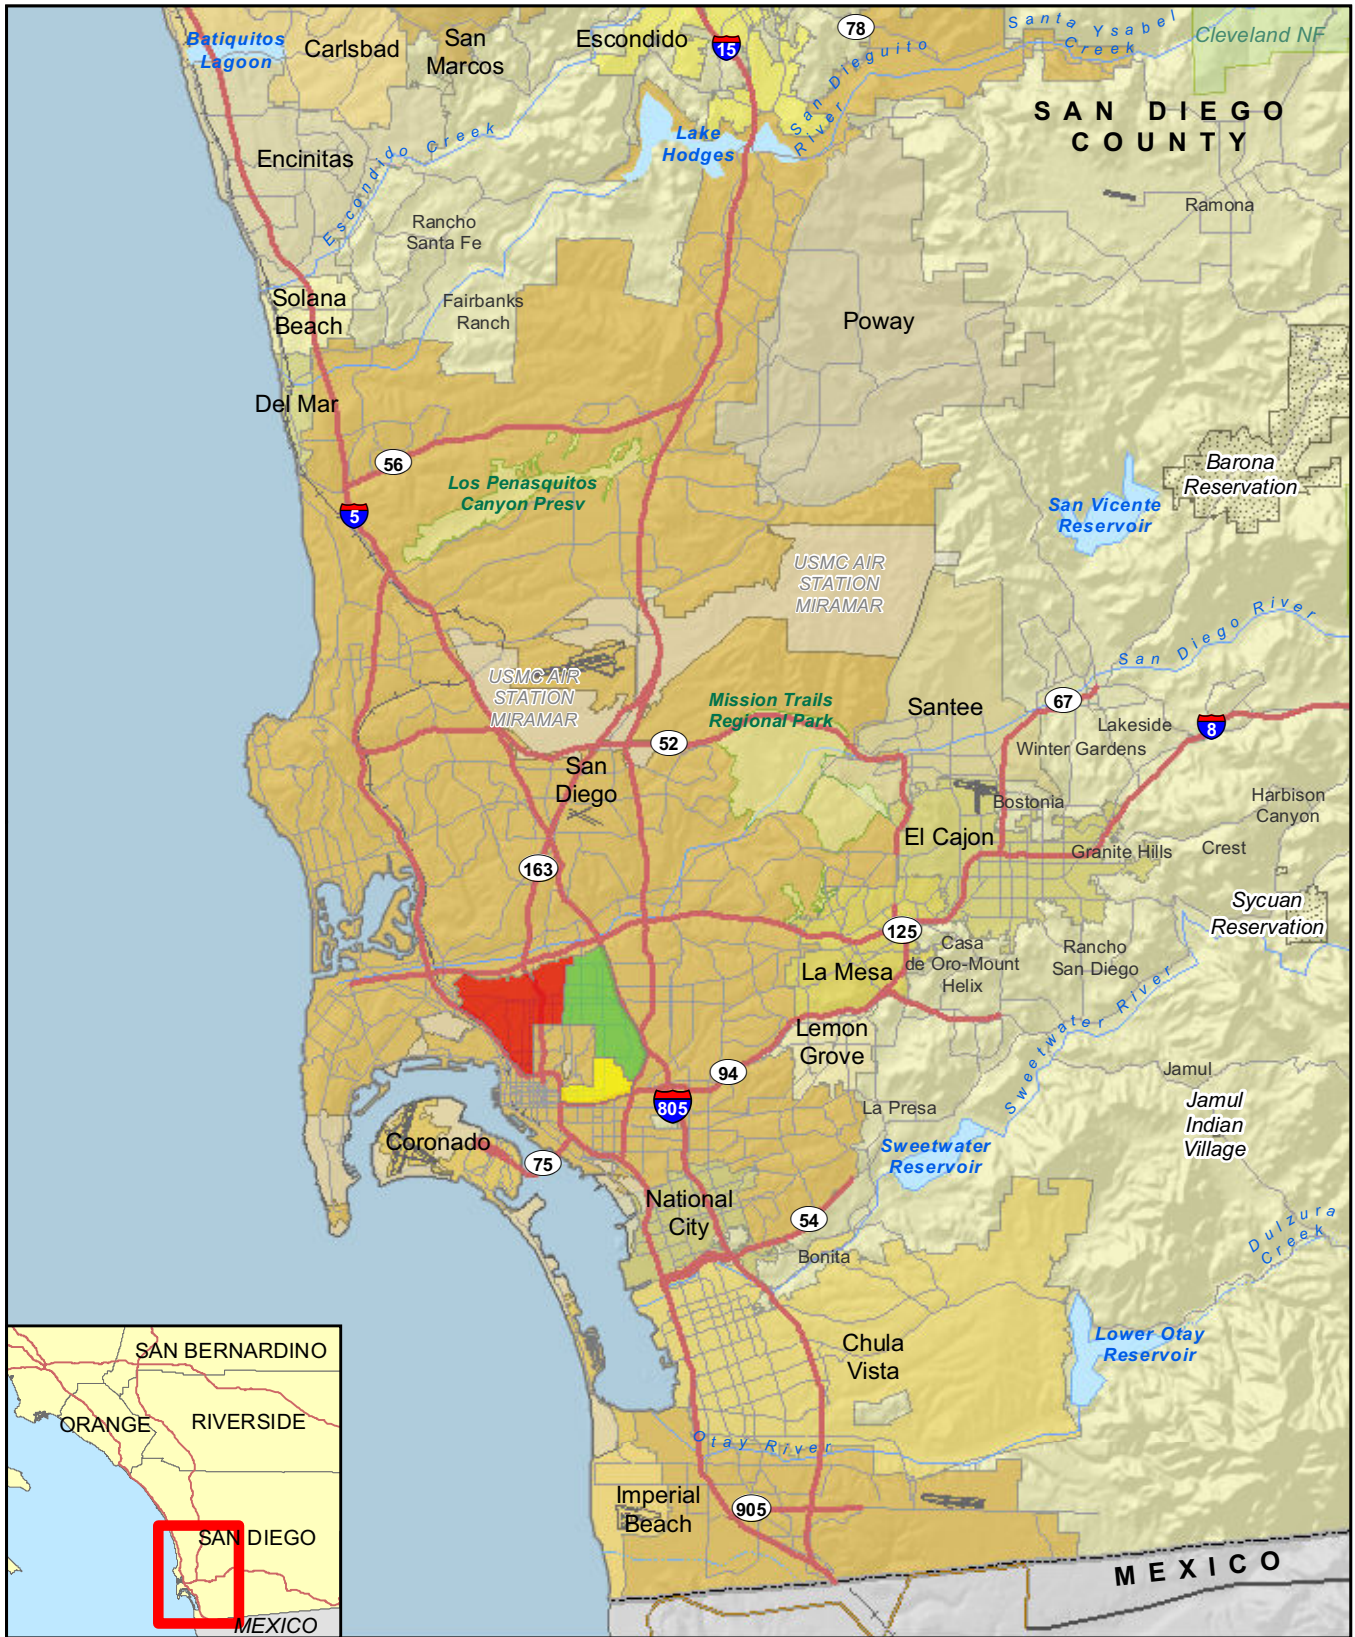 Batiquitos
Lagoon
Carlsbad
San
Marcos
Escondido
15
78
Santa Ysabel
Creek
Cleveland NF
SAN DIEGO
COUNTY
San Dieguito
River
Lake
Hodges
Encinitas
Escondido Creek
Rancho
Santa Fe
Ramona
Solana
Beach
Fairbanks
Ranch
Poway
Del Mar
56
Los Penasquitos
Canyon Presv
5
San Vicente
Reservoir
Barona
Reservation
USMC AIR
STATION
MIRAMAR
San Diego River
USMC AIR
STATION
MIRAMAR
Mission Trails
Regional Park
Santee
67
Lakeside
8
Winter Gardens
52
San
Diego
Bostonia
Harbison
Canyon
El Cajon
Granite Hills
Crest
163
Sycuan
Reservation
125
Casa
de Oro-Mount
Helix
Rancho
San Diego
La Mesa
Sweetwater River
Lemon
Grove
94
805
Jamul
La Presa
Jamul
Indian
Village
Coronado
75
Sweetwater
Reservoir
National
City
54
Bonita
Dulzura
Creek
Chula
Vista
Lower Otay
Reservoir
Otay River
Imperial
Beach
905
MEXICO
SAN BERNARDINO
ORANGE
RIVERSIDE
SAN DIEGO
MEXICO